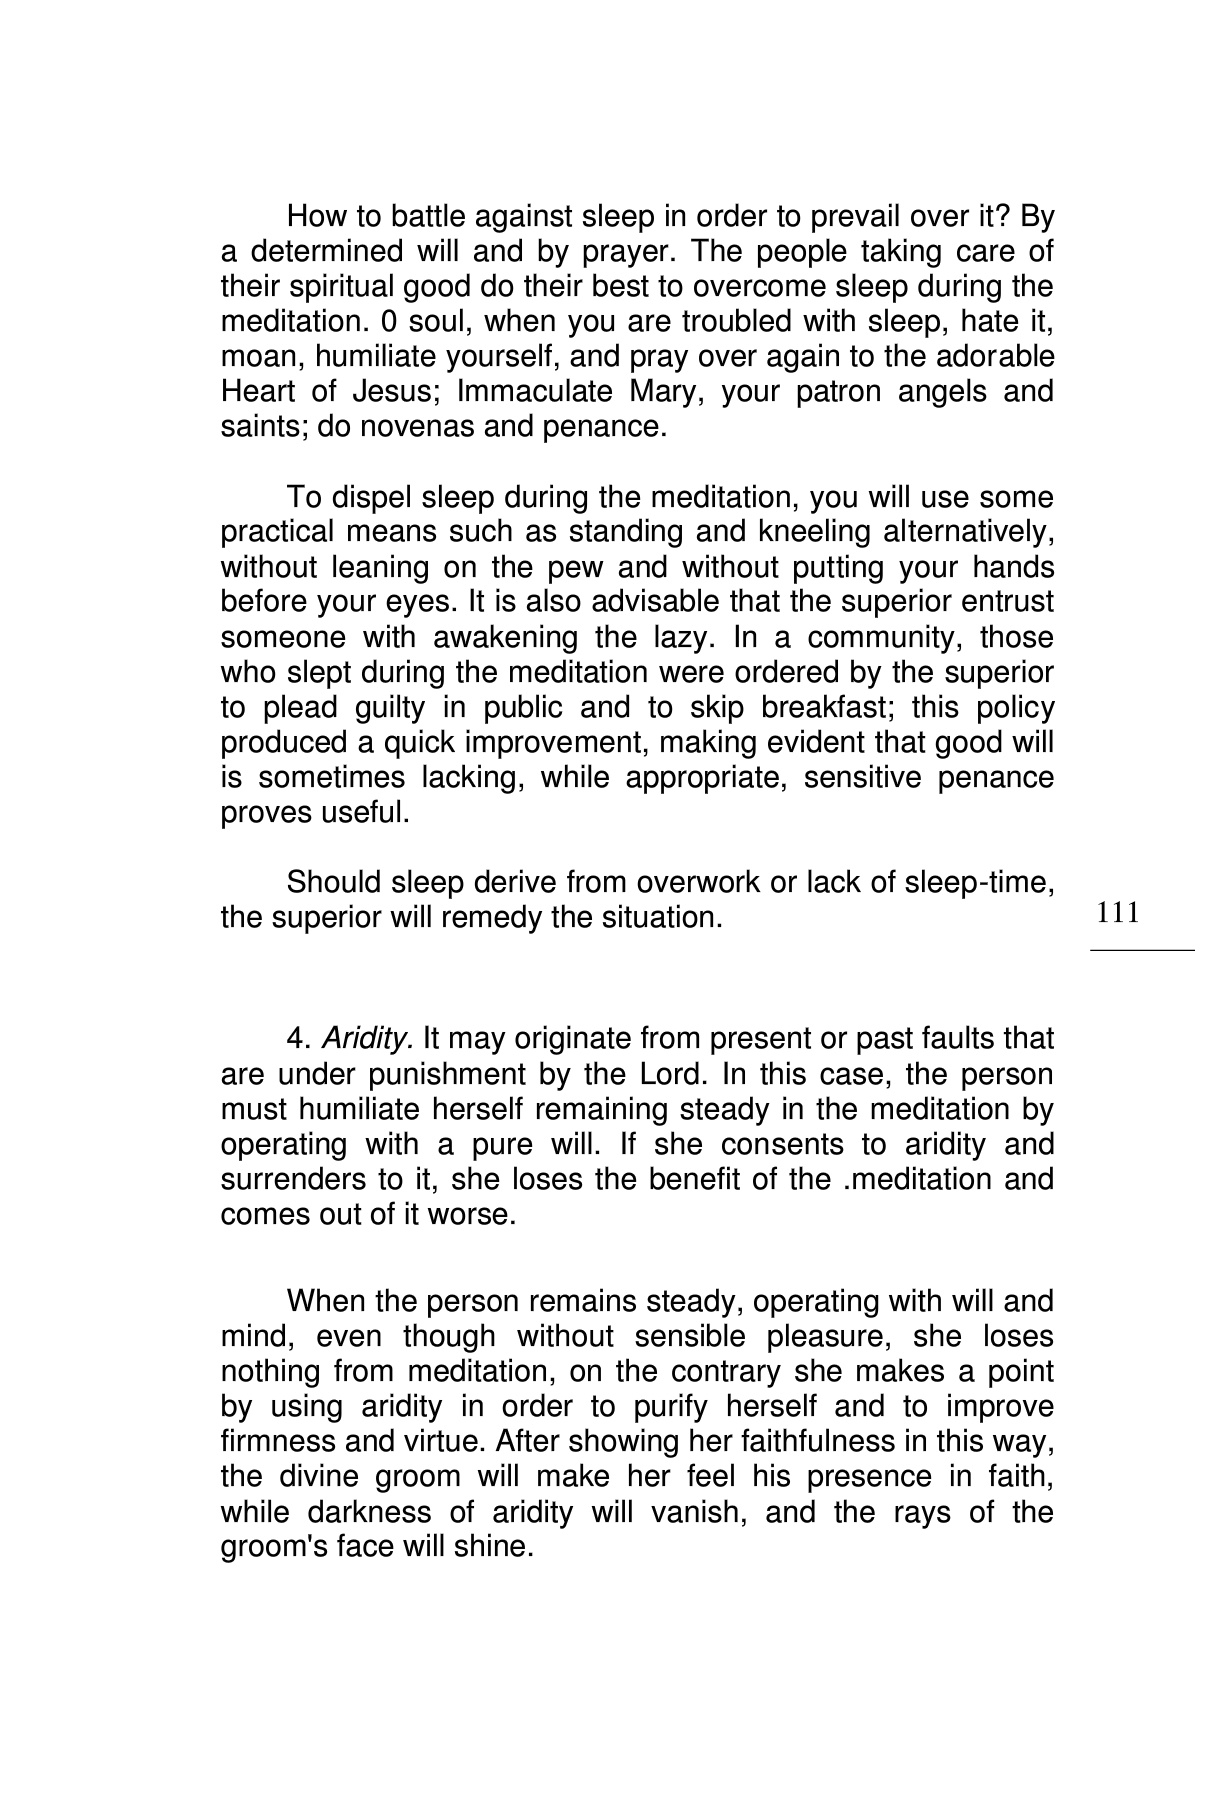 How to battle against sleep in order to prevail over it? By
a determined will and by prayer. The people taking care of
their spiritual good do their best to overcome sleep during the
meditation. 0 soul, when you are troubled with sleep, hate it,
moan, humiliate yourself, and pray over again to the adorable
Heart of Jesus; Immaculate Mary, your patron angels and
saints; do novenas and penance.
To dispel sleep during the meditation, you will use some
practical means such as standing and kneeling alternatively,
without leaning on the pew and without putting your hands
before your eyes. It is also advisable that the superior entrust
someone with awakening the lazy. In a community, those
who slept during the meditation were ordered by the superior
to plead guilty in public and to skip breakfast; this policy
produced a quick improvement, making evident that good will
is sometimes lacking, while appropriate, sensitive penance
proves useful.
Should sleep derive from overwork or lack of sleep-time,
the superior will remedy the situation.
111
4. Aridity. It may originate from present or past faults that
are under punishment by the Lord. In this case, the person
must humiliate herself remaining steady in the meditation by
operating with a pure will. If she consents to aridity and
surrenders to it, she loses the benefit of the .meditation and
comes out of it worse.
When the person remains steady, operating with will and
mind, even though without sensible pleasure, she loses
nothing from meditation, on the contrary she makes a point
by using aridity in order to purify herself and to improve
firmness and virtue. After showing her faithfulness in this way,
the divine groom will make her feel his presence in faith,
while darkness of aridity will vanish, and the rays of the
groom's face will shine.